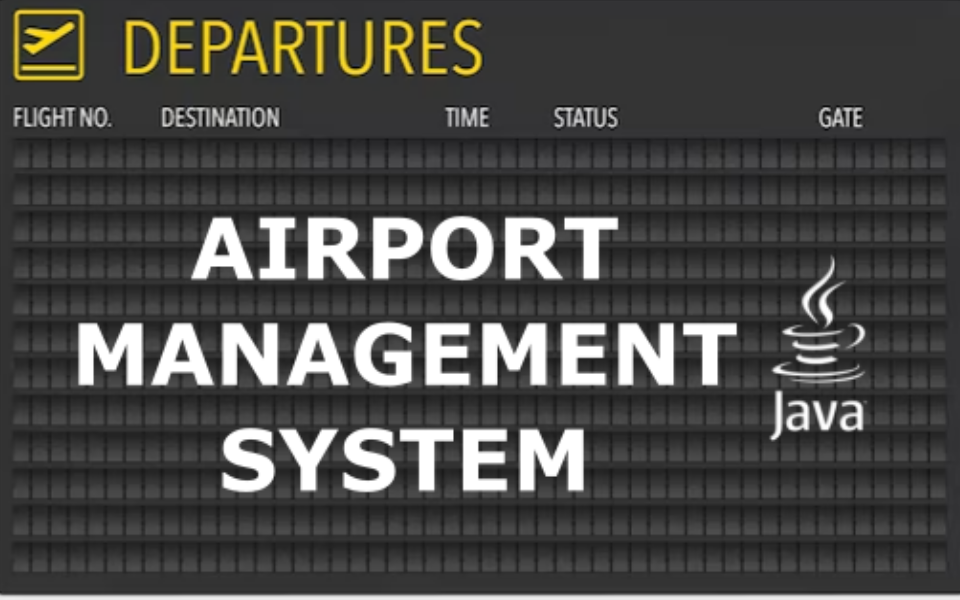 DEPARTURES
FLIGHT NO. DESTINATION TIME STATUS GATE
AIRPORT
MANAGEMENT
SYSTEM
Java